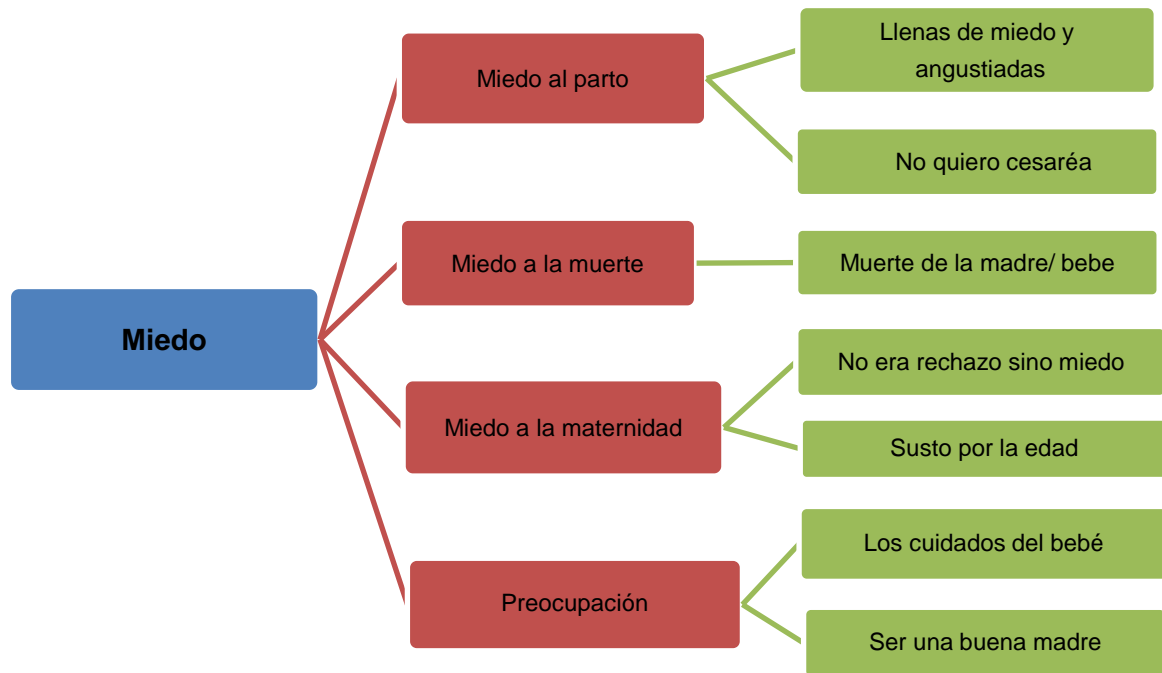 Miedo
Miedo al parto
Llenas de miedo y
angustiadas
No quiero cesaréa
Miedo a la muerte
Muerte de la madre/ bebe
Miedo a la maternidad
No era rechazo sino miedo
Susto por la edad
Preocupación
Los cuidados del bebé
Ser una buena madre